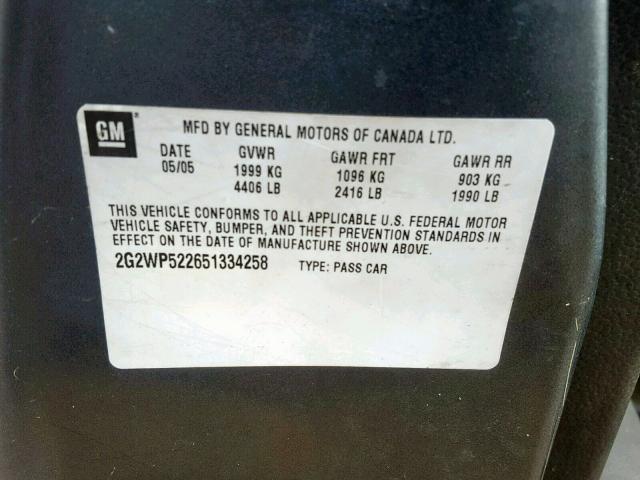 GM
MFD BY GENERAL MOTORS OF CANADA LTD.
DATE GVWR GAWR FRT GAWR RR
05/05 1999 KG 1096 KG 903 KG
4406 LB 2416 LB 1990 LB
THIS VEHICLE CONFORMS TO ALL APPLICABLE U.S. FEDERAL MOTOR
VEHICLE SAFETY, BUMPER, AND THEFT PREVENTION STANDARDS IN
EFFECT ON THE DATE OF MANUFACTURE SHOWN ABOVE.
2G2WP522651334258 TYPE: PASS CAR